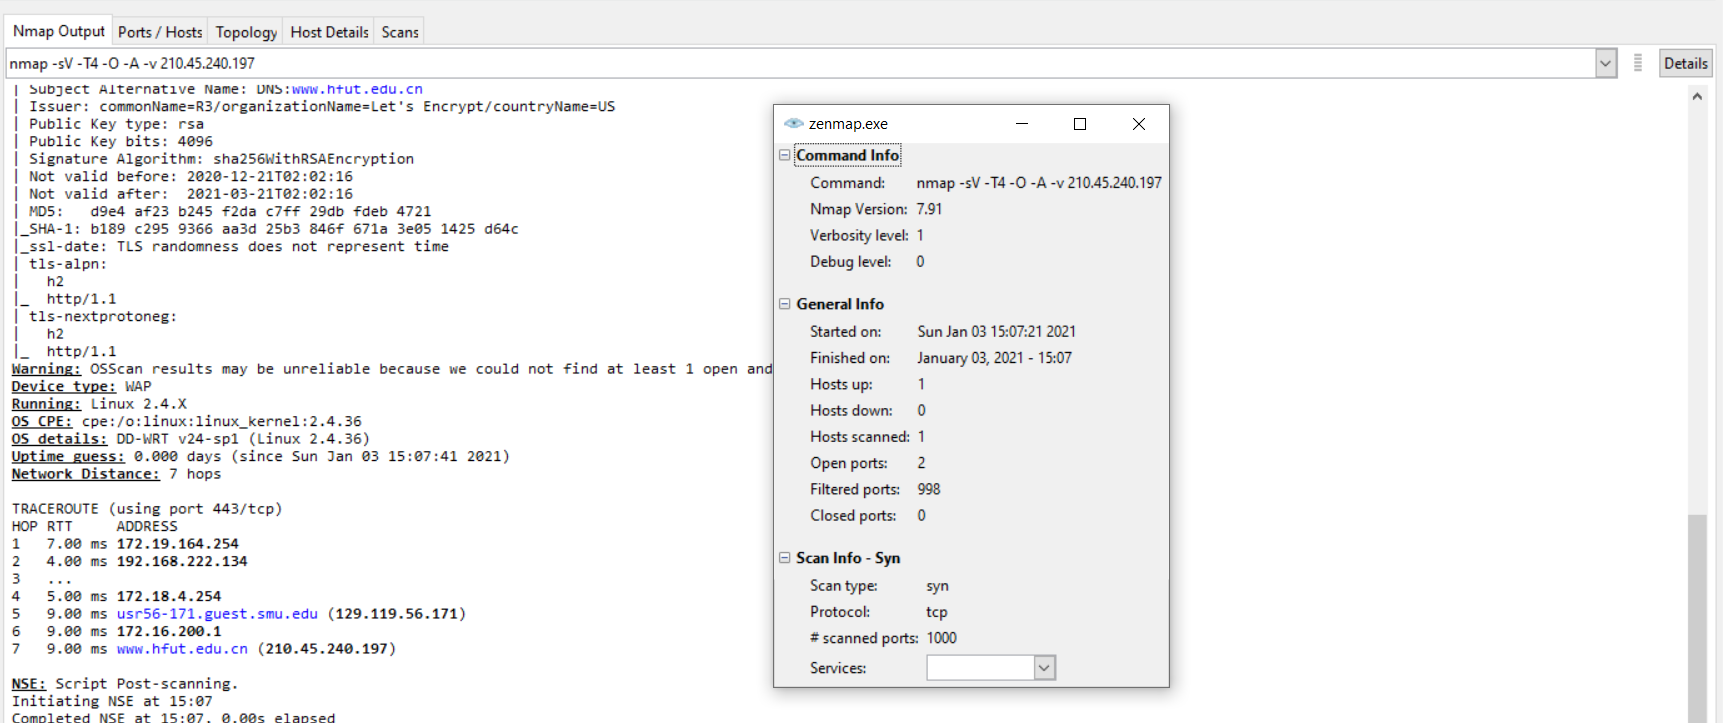 Nmap Output Ports / Hosts Topology Host Details Scans
nmap -sV -T4 -O -A -v 210.45.240.197 Details
| Subject Alternative Name: DNS:www.hfut.edu.cn
| Issuer: commonName=R3/organizationName=Let's Encrypt/countryName=US
| Public Key type: rsa
| Public Key bits: 4096
| Signature Algorithm: sha256WithRSAEncryption
| Not valid before: 2020-12-21T02:02:16
| Not valid after:  2021-03-21T02:02:16
| MD5:   d9e4 af23 b245 f2da c7ff 29db fdeb 4721
|_SHA-1: b189 c295 9366 aa3d 25b3 846f 671a 3e05 1425 d64c
|_ssl-date: TLS randomness does not represent time
| tls-alpn:
|   h2
|_  http/1.1
| tls-nextprotoneg:
|   h2
|_  http/1.1
Warning: OSScan results may be unreliable because we could not find at least 1 open and
Device type: WAP
Running: Linux 2.4.X
OS CPE: cpe:/o:linux:linux_kernel:2.4.36
OS details: DD-WRT v24-sp1 (Linux 2.4.36)
Uptime guess: 0.000 days (since Sun Jan 03 15:07:41 2021)
Network Distance: 7 hops
TRACEROUTE (using port 443/tcp)
HOP RTT     ADDRESS
1   7.00 ms 172.19.164.254
2   4.00 ms 192.168.222.134
3   ...
4   5.00 ms 172.18.4.254
5   9.00 ms usr56-171.guest.smu.edu (129.119.56.171)
6   9.00 ms 172.16.200.1
7   9.00 ms www.hfut.edu.cn (210.45.240.197)
NSE: Script Post-scanning.
Initiating NSE at 15:07
Completed NSE at 15:07, 0.00s elapsed
zenmap.exe
Command Info
Command: nmap -sV -T4 -O -A -v 210.45.240.197
Nmap Version: 7.91
Verbosity level: 1
Debug level: 0
General Info
Started on: Sun Jan 03 15:07:21 2021
Finished on: January 03, 2021 - 15:07
Hosts up: 1
Hosts down: 0
Hosts scanned: 1
Open ports: 2
Filtered ports: 998
Closed ports: 0
Scan Info - Syn
Scan type: syn
Protocol: tcp
# scanned ports: 1000
Services: